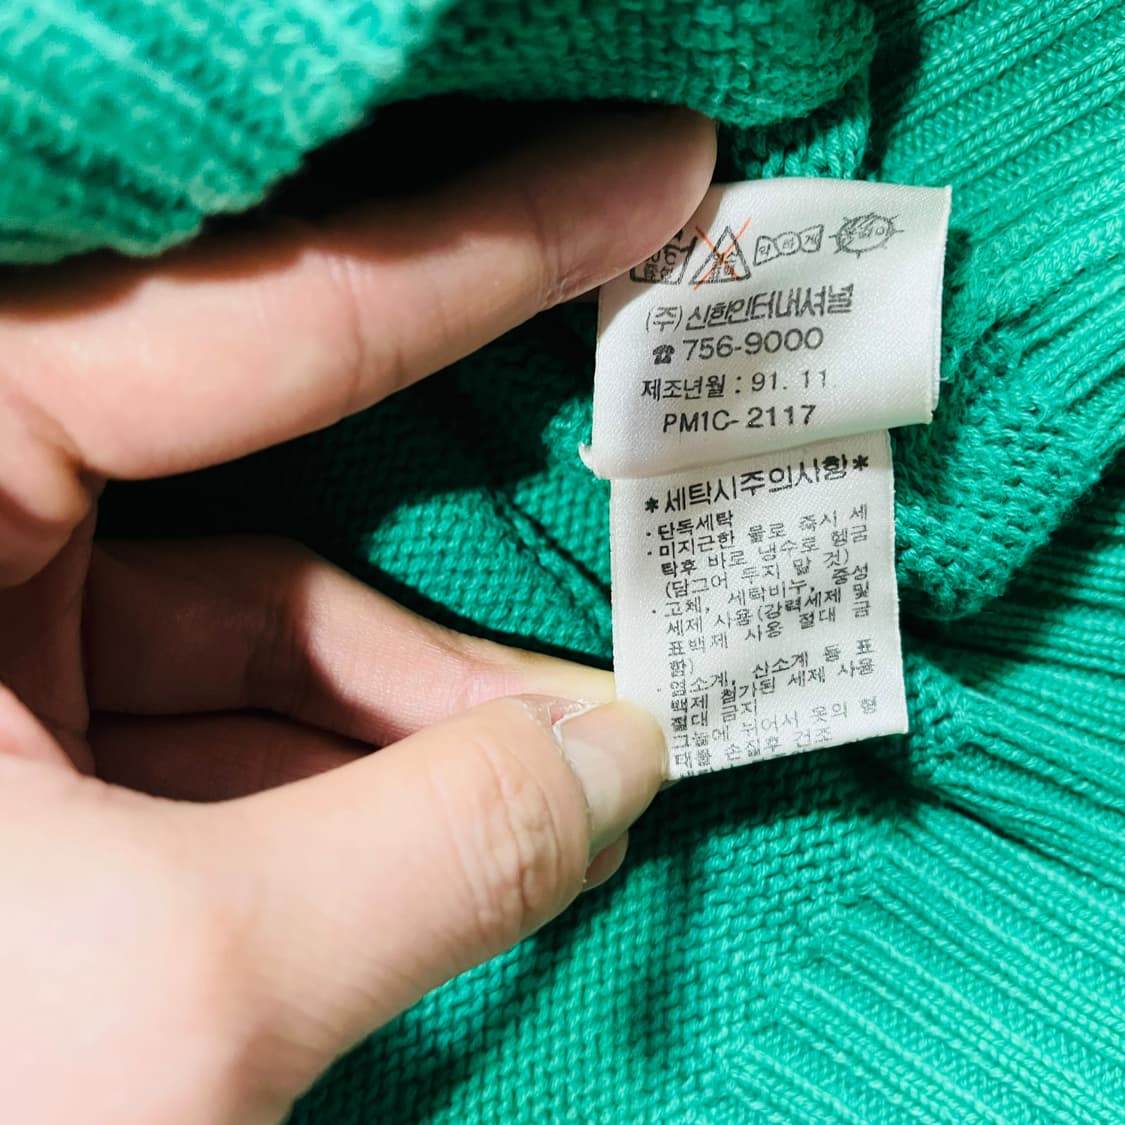 약하게
(주)신한인터내셔널
☎ 756-9000
제조년월 : 91. 11
PM1C-2117
*세탁시주의사항*
·단독세탁
·미지근한 물로 즉시 세
탁후 바로 냉수로 헹금
(담그어 두지 말 것)
·고체, 세탁비누, 중성
세제 사용(강력세제 및
표백제 사용 절대 금
함)
·염소계, 산소계 등 표
백제 첨가된 세제 사용
절대 금지
그늘에 뉘어서 옷의 형
태를 손질후 건조